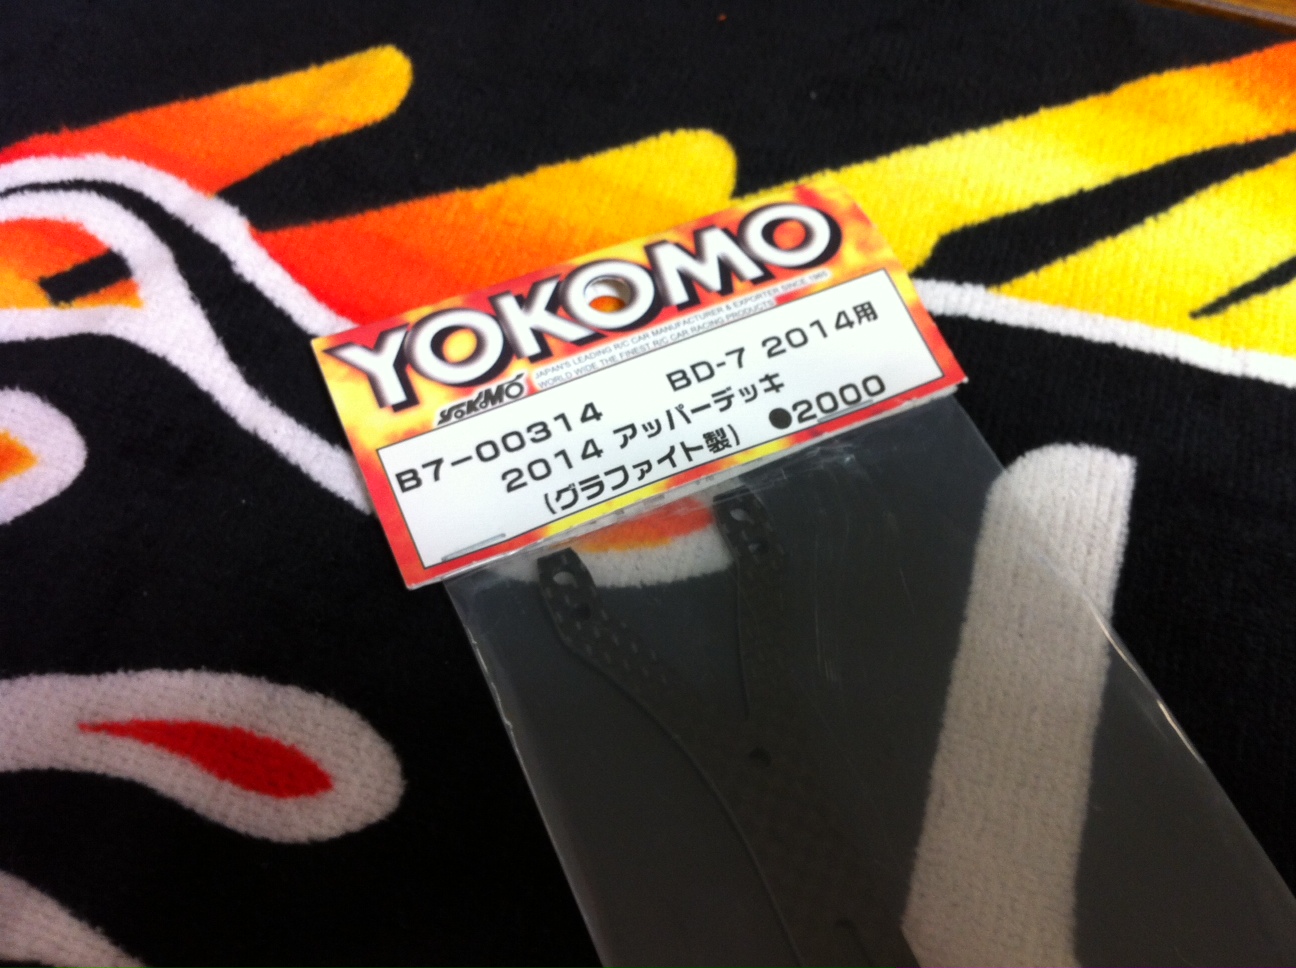 YOKOMO
YOKOMO
JAPAN'S LEADING R/C CAR MANUFACTURER & EXPORTER SINCE 1965
WORLD WIDE THE FINEST R/C CAR RACING PRODUCTS
B7-00314 BD-7 2014用
2014 アッパーデッキ
(グラファイト製) ●2000